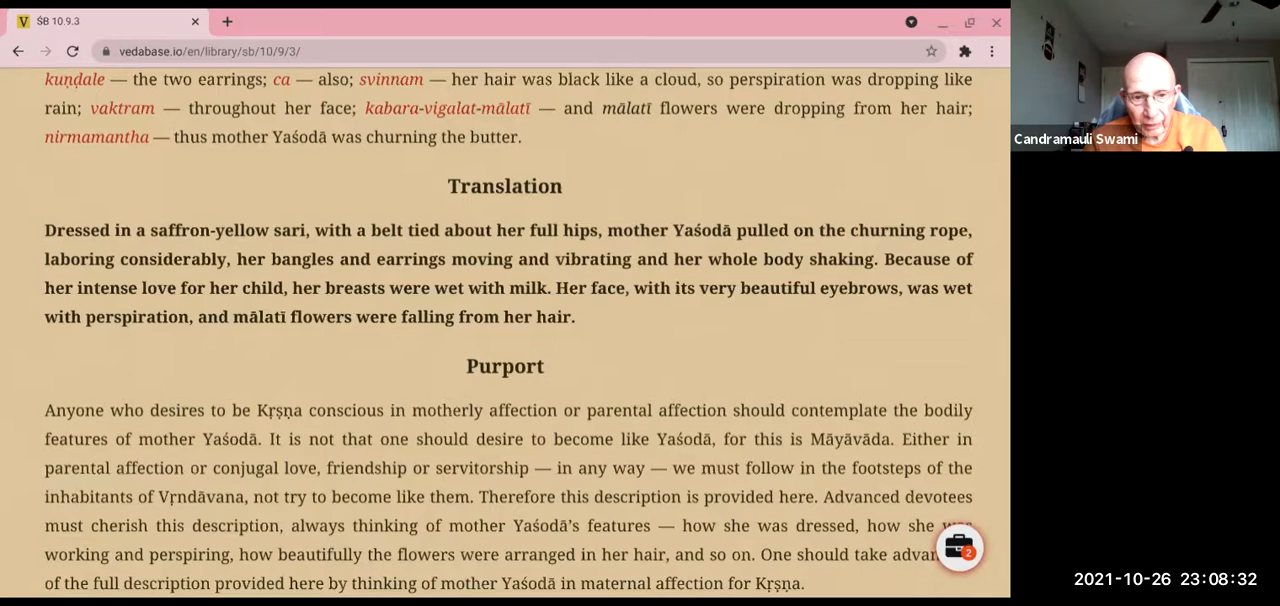 ŚB 10.9.3
vedabase.io/en/library/sb/10/9/3/
kuṇḍale — the two earrings; ca — also; svinnam — her hair was black like a cloud, so perspiration was dropping like
rain; vaktram — throughout her face; kabara-vigalat-mālatī — and mālatī flowers were dropping from her hair;
nirmamantha — thus mother Yaśodā was churning the butter.
Translation
Dressed in a saffron-yellow sari, with a belt tied about her full hips, mother Yaśodā pulled on the churning rope,
laboring considerably, her bangles and earrings moving and vibrating and her whole body shaking. Because of
her intense love for her child, her breasts were wet with milk. Her face, with its very beautiful eyebrows, was wet
with perspiration, and mālatī flowers were falling from her hair.
Purport
Anyone who desires to be Kṛṣṇa conscious in motherly affection or parental affection should contemplate the bodily
features of mother Yaśodā. It is not that one should desire to become like Yaśodā, for this is Māyāvāda. Either in
parental affection or conjugal love, friendship or servitorship — in any way — we must follow in the footsteps of the
inhabitants of Vṛndāvana, not try to become like them. Therefore this description is provided here. Advanced devotees
must cherish this description, always thinking of mother Yaśodā's features — how she was dressed, how she was
working and perspiring, how beautifully the flowers were arranged in her hair, and so on. One should take
of the full description provided here by thinking of mother Yaśodā in maternal affection for Kṛṣṇa.
2
Candramauli Swami
2021-10-26 23:08:32